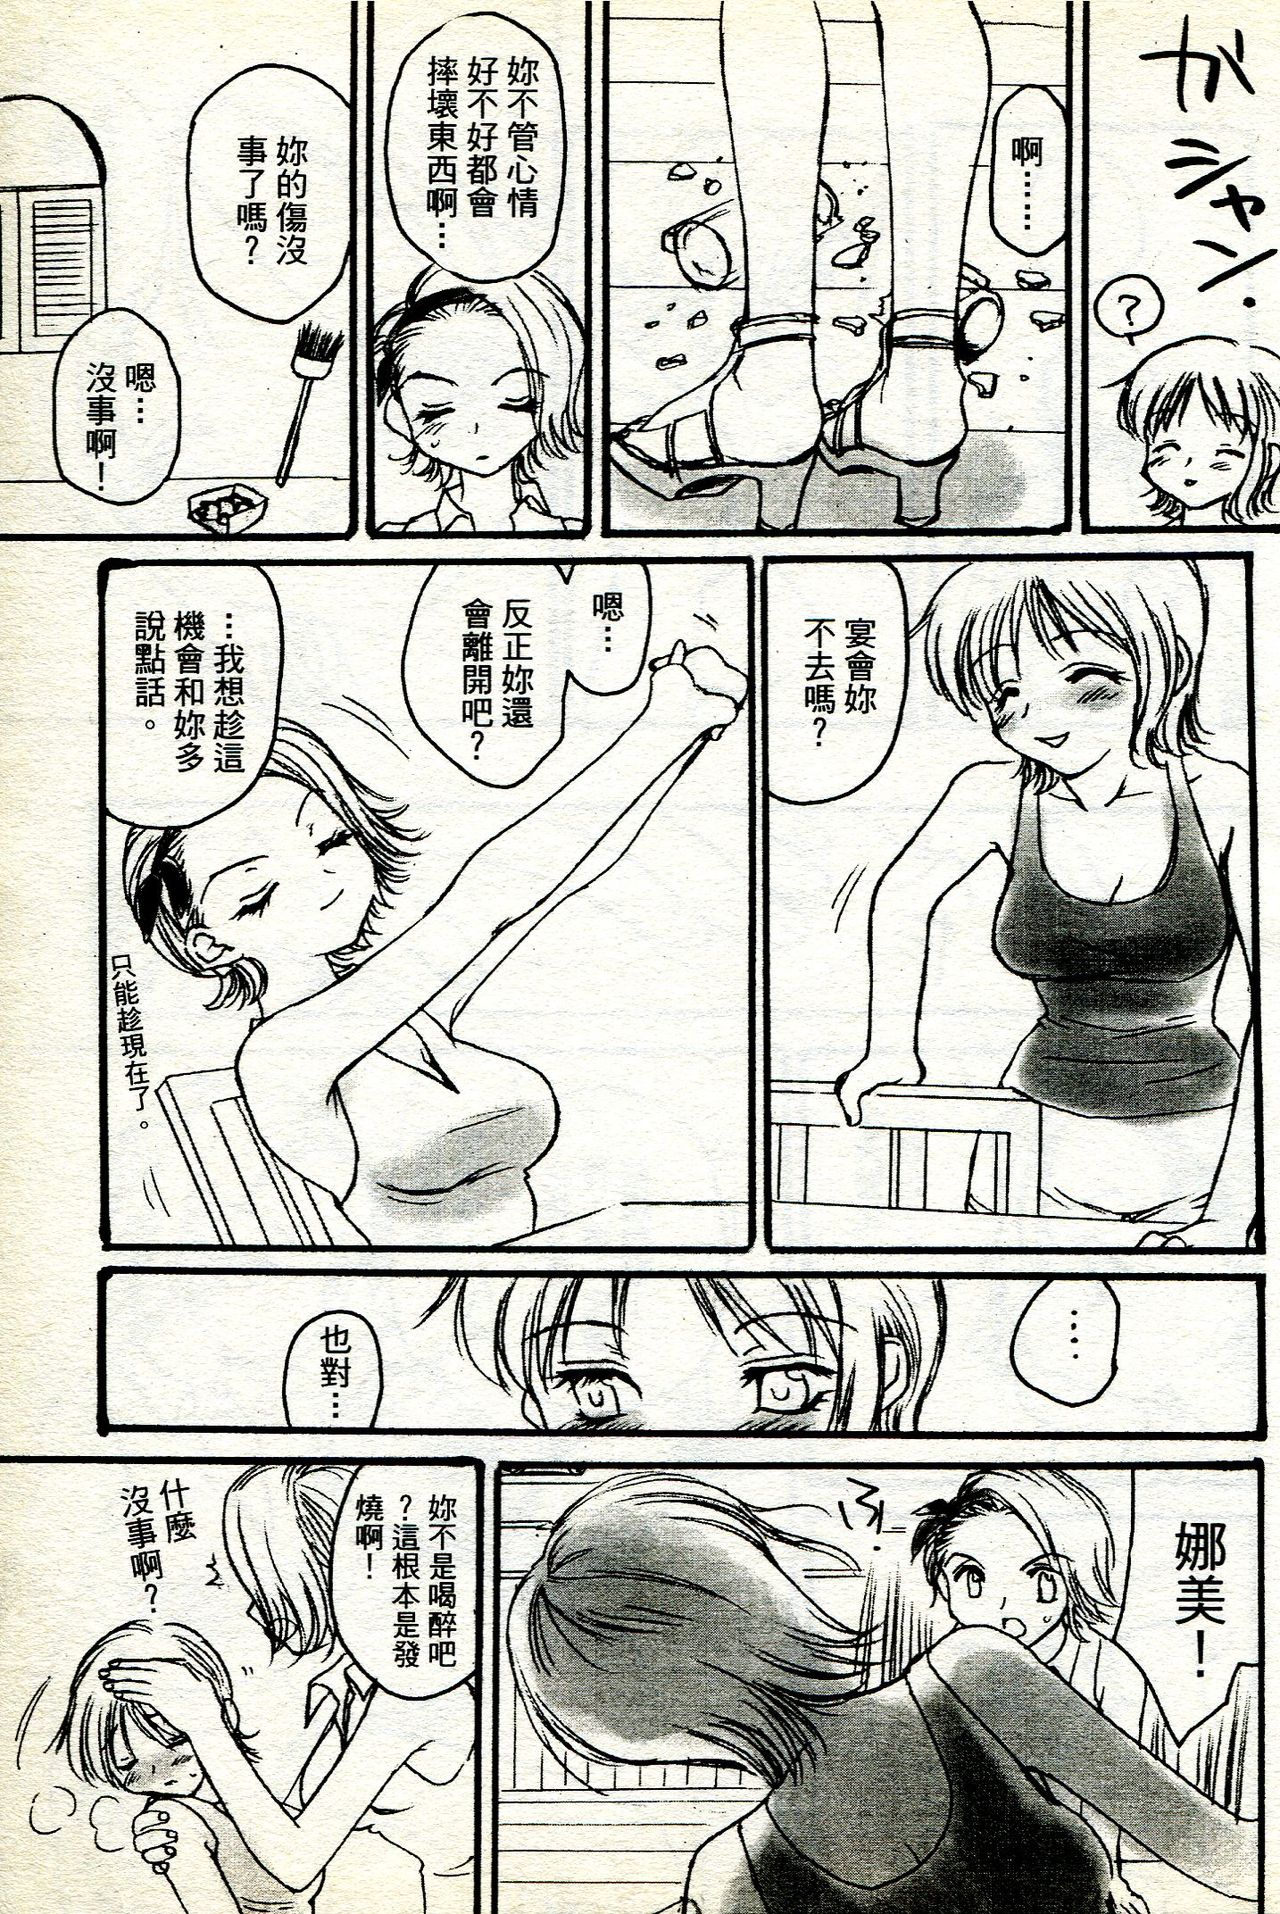 ガシャン.
？
啊……
妳不管心情
好不好都會
摔壞東西啊…
妳的傷沒
事了嗎？
嗯…
沒事啊！
宴會妳
不去嗎？
嗯…
反正妳還
會離開吧？
…我想趁這
機會和妳多
說點話。
只能趁現在了。
…
也對…
娜美！
ふ
妳不是喝醉吧
？這根本是發
燒啊！
什麼
沒事啊？